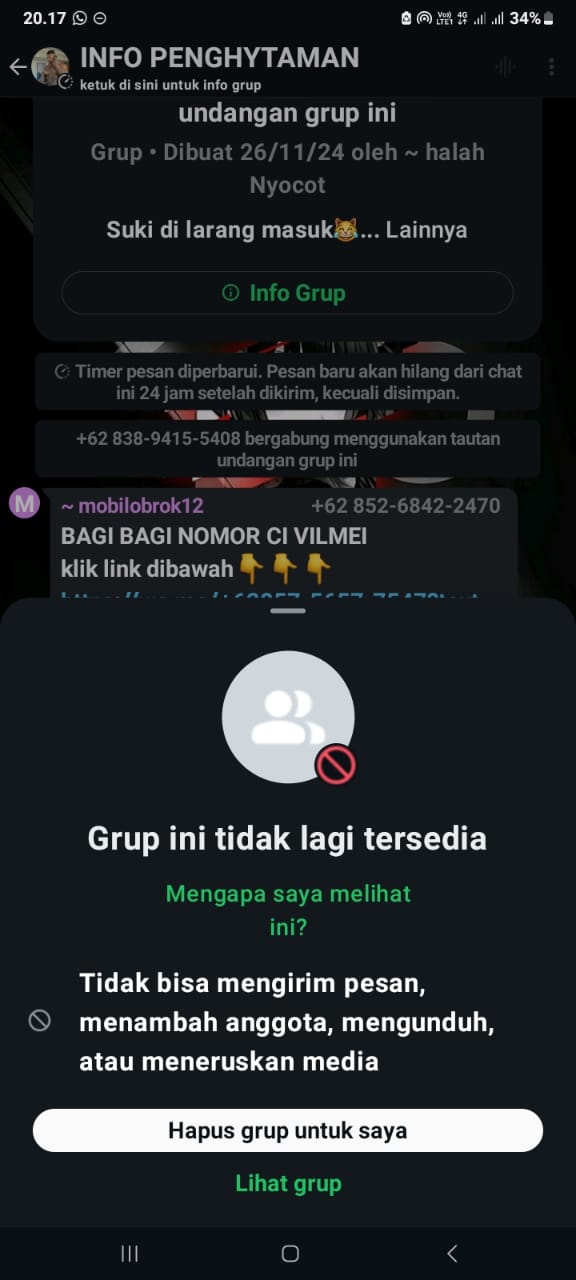 20.17
Vo)) 4G
LTE1
34%
INFO PENGHYTAMAN
ketuk di sini untuk info grup
undangan grup ini
Grup • Dibuat 26/11/24 oleh ~ halah
Nyocot
Suki di larang masuk😹... Lainnya
Info Grup
Timer pesan diperbarui. Pesan baru akan hilang dari chat
ini 24 jam setelah dikirim, kecuali disimpan.
+62 838-9415-5408 bergabung menggunakan tautan
undangan grup ini
M
~ mobilobrok12 +62 852-6842-2470
BAGI BAGI NOMOR CI VILMEI
klik link dibawah👇👇👇
Grup ini tidak lagi tersedia
Mengapa saya melihat
ini?
Tidak bisa mengirim pesan,
menambah anggota, mengunduh,
atau meneruskan media
Hapus grup untuk saya
Lihat grup